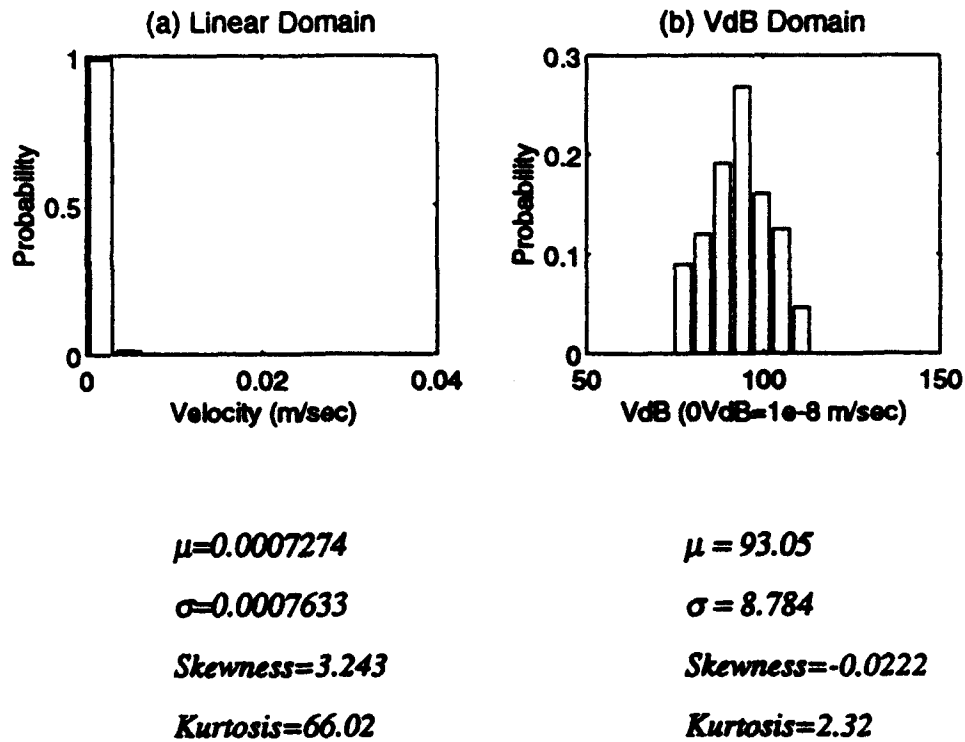 (a) Linear Domain
1
0.5
0
Probability
0
0.02
0.04
Velocity (m/sec)
(b) VdB Domain
0.3
0.2
0.1
0
Probability
50
100
150
VdB (0VdB=1e-8 m/sec)
μ=0.0007274
σ=0.0007633
Skewness=3.243
Kurtosis=66.02
μ = 93.05
σ = 8.784
Skewness=-0.0222
Kurtosis=2.32